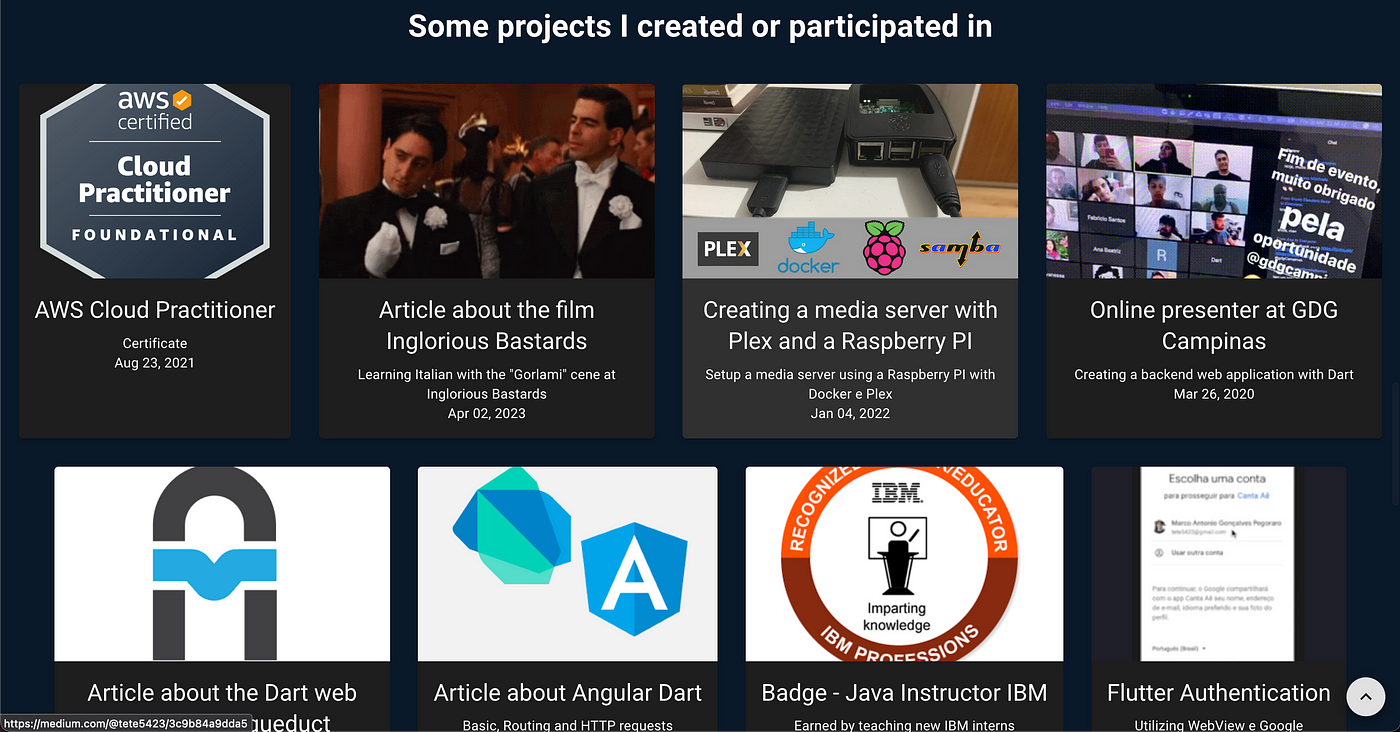 Some projects I created or participated in
aws
certified
Cloud
Practitioner
FOUNDATIONAL
AWS Cloud Practitioner
Certificate
Aug 23, 2021
Article about the film
Inglorious Bastards
Learning Italian with the "Gorlami" cene at
Inglorious Bastards
Apr 02, 2023
PLEX
docker
samba
Creating a media server with
Plex and a Raspberry PI
Setup a media server using a Raspberry PI with
Docker e Plex
Jan 04, 2022
Chat
Fabricio Santos
Ana Beatriz
R
Dart
Fim de evento,
muito obrigado
pela
oportunidade
@gdgcampi
Online presenter at GDG
Campinas
Creating a backend web application with Dart
Mar 26, 2020
Article about the Dart web
queduct
A
Article about Angular Dart
Basic, Routing and HTTP requests
RECOGNIZE
N/EDUCATOR
IBM.
Imparting
knowledge
IBM PROFESSIONS
Badge - Java Instructor IBM
Earned by teaching new IBM interns
Escolha uma conta
para prosseguir para Canta Aê
Marco Antonio Gonçalves Pegoraro
tete5423@gmail.com
Usar outra conta
Para continuar, o Google compartilhará
com o app Canta Aê seu nome, endereço
de e-mail, idioma preferido e sua foto do
perfil.
Português (Brasil)
Flutter Authentication
Utilizing WebView e Google
https://medium.com/@tete5423/3c9b84a9dda5